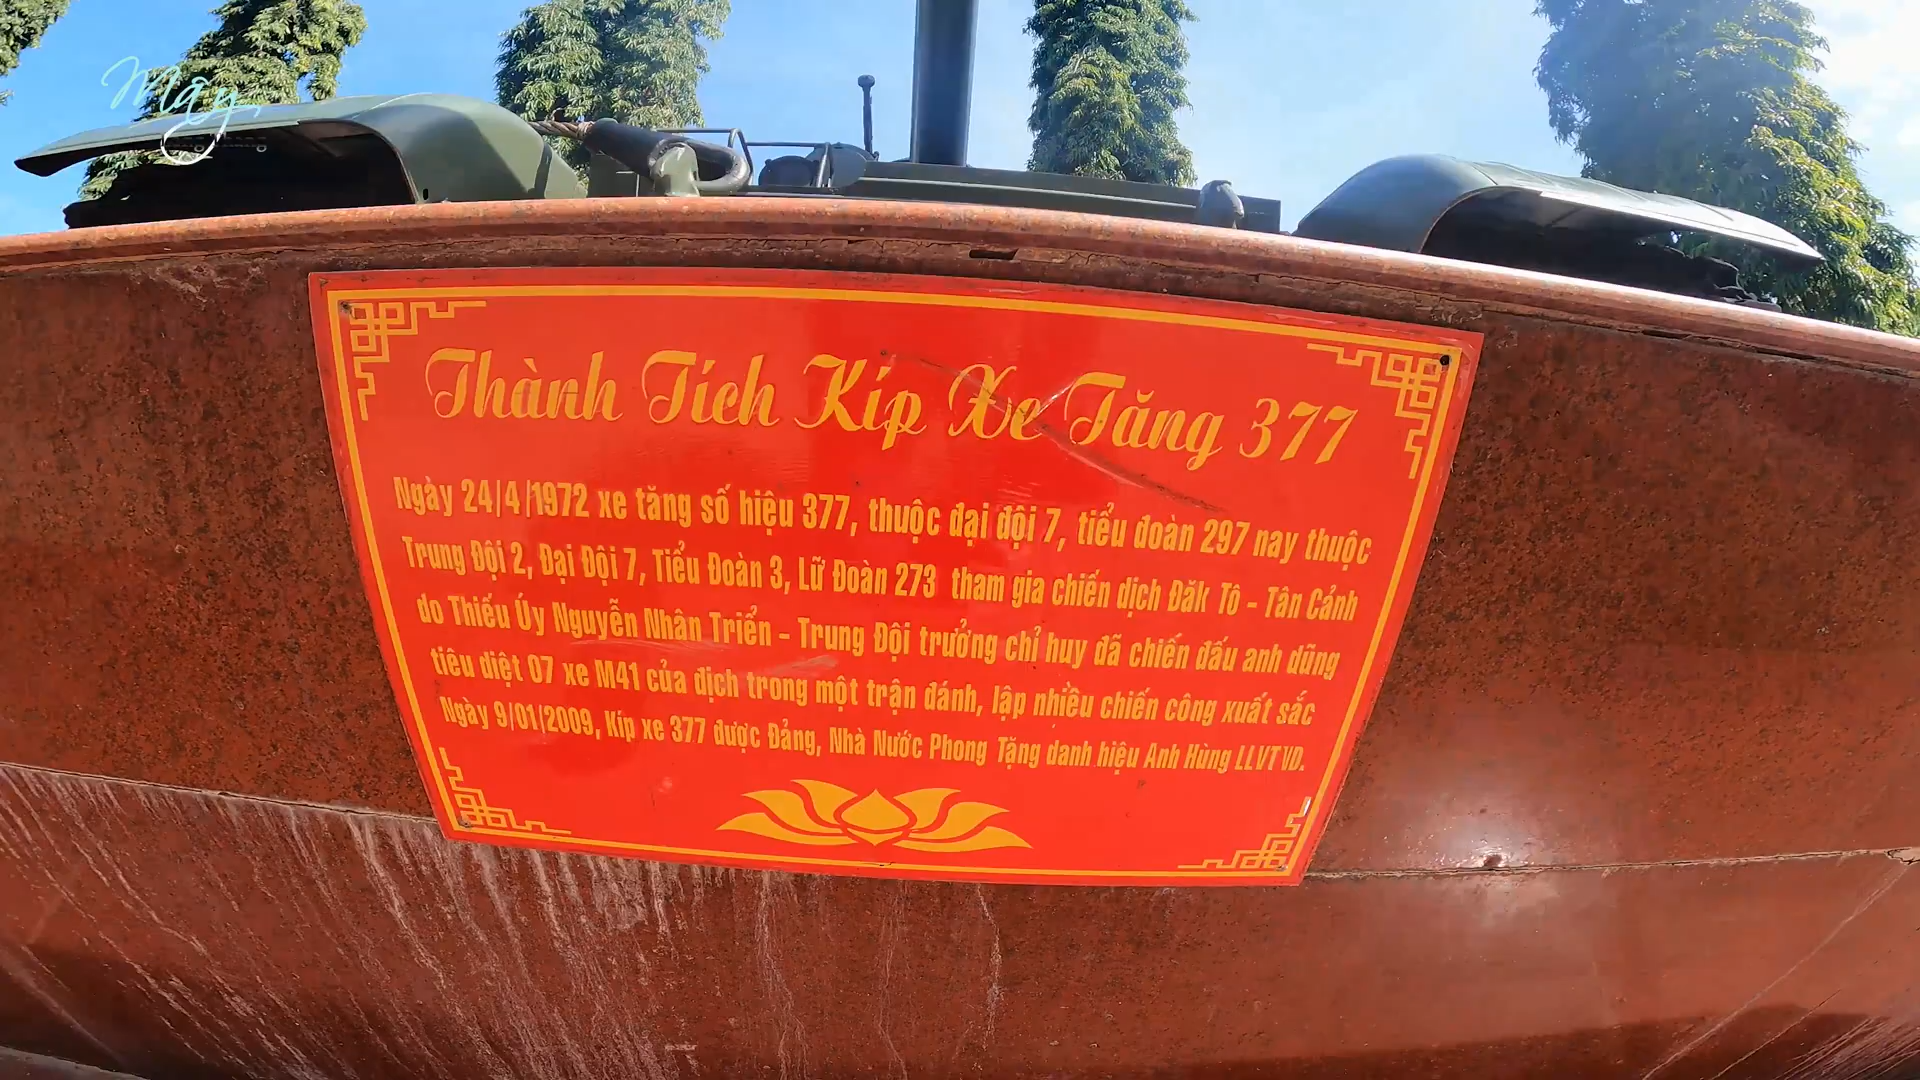 Mây
Thành Tích Kíp Xe Tăng 377
Ngày 24/4/1972 xe tăng số hiệu 377, thuộc đại đội 7, tiểu đoàn 297 nay thuộc
Trung Đội 2, Đại Đội 7, Tiểu Đoàn 3, Lữ Đoàn 273 tham gia chiến dịch Đăk Tô - Tân Cảnh
do Thiếu Úy Nguyễn Nhân Triển - Trung Đội trưởng chỉ huy đã chiến đấu anh dũng
tiêu diệt 07 xe M41 của địch trong một trận đánh, lập nhiều chiến công xuất sắc
Ngày 9/01/2009, Kíp xe 377 được Đảng, Nhà Nước Phong Tặng danh hiệu Anh Hùng LLVTVD.